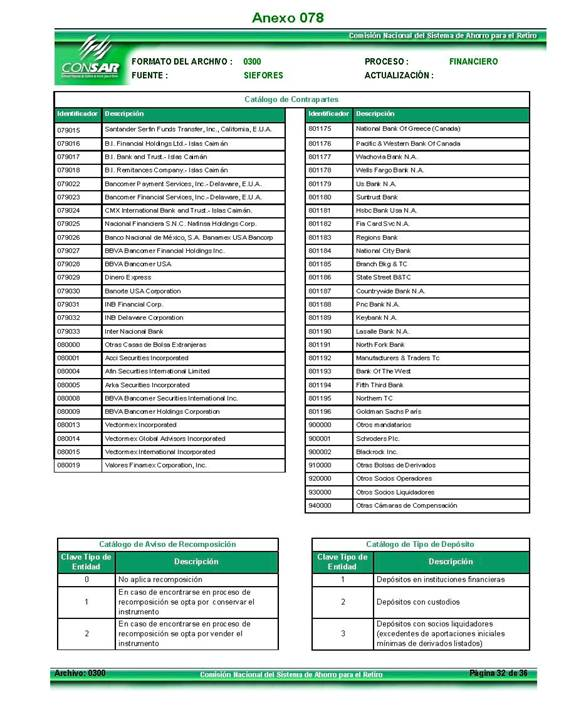 Anexo 078
Comisión Nacional del Sistema de Ahorro para el Retiro
CONSAR
FORMATO DEL ARCHIVO : 0300 PROCESO : FINANCIERO
FUENTE : SIEFORES ACTUALIZACIÓN :
Catálogo de Contrapartes
Identificador Descripción
079015 Santander Serfin Funds Transfer, Inc., California, E.U.A.
079016 B.I. Financial Holdings Ltd.- Islas Caimán
079017 B.I. Bank and Trust.- Islas Caimán
079018 B.I. Remittances Company.- Islas Caimán
079022 Bancomer Payment Services, Inc.- Delaware, E.U.A.
079023 Bancomer Financial Services, Inc.- Delaware, E.U.A.
079024 CMX International Bank and Trust.- Islas Caimán.
079025 Nacional Financiera S.N.C. Nafinsa Holdings Corp.
079026 Banco Nacional de México, S.A. Banamex USA Bancorp
079027 BBVA Bancomer Financial Holdings Inc.
079028 BBVA Bancomer USA
079029 Dinero Express
079030 Banorte USA Corporation
079031 INB Financial Corp.
079032 INB Delaware Corporation
079033 Inter Nacional Bank
080000 Otras Casas de Bolsa Extranjeras
080001 Acci Securities Incorporated
080004 Afin Securities International Limited
080005 Arka Securities Incorporated
080008 BBVA Bancomer Securities International Inc.
080009 BBVA Bancomer Holdings Corporation
080013 Vectormex Incorporated
080014 Vectormex Global Advisors Incorporated
080015 Vectormex International Incorporated
080019 Valores Finamex Corporation, Inc.
Identificador Descripción
801175 National Bank Of Greece (Canada)
801176 Pacific & Western Bank Of Canada
801177 Wachovia Bank N.A.
801178 Wells Fargo Bank N.A.
801179 Us Bank N.A.
801180 Suntrust Bank
801181 Hsbc Bank Usa N.A.
801182 Fia Card Svc N.A.
801183 Regions Bank
801184 National City Bank
801185 Branch Bkg & TC
801186 State Street B&TC
801187 Countrywide Bank N.A.
801188 Pnc Bank N.A.
801189 Keybank N.A.
801190 Lasalle Bank N.A.
801191 North Fork Bank
801192 Manufacturers & Traders Tc
801193 Bank Of The West
801194 Fifth Third Bank
801195 Northern TC
801196 Goldman Sachs París
900000 Otros mandatarios
900001 Schroders Plc.
900002 Blackrock Inc.
910000 Otras Bolsas de Derivados
920000 Otros Socios Operadores
930000 Otros Socios Liquidadores
940000 Otras Cámaras de Compensación
Catálogo de Aviso de Recomposición
Clave Tipo de Entidad Descripción
0 No aplica recomposición
1 En caso de encontrarse en proceso de
recomposición se opta por conservar el
instrumento
2 En caso de encontrarse en proceso de
recomposición se opta por vender el
instrumento
Catálogo de Tipo de Depósito
Clave Tipo de Entidad Descripción
1 Depósitos en instituciones financieras
2 Depósitos con custodios
3 Depósitos con socios liquidadores
(excedentes de aportaciones iniciales
mínimas de derivados listados)
Archivo: 0300 Comisión Nacional del Sistema de Ahorro para el Retiro Página 32 de 36